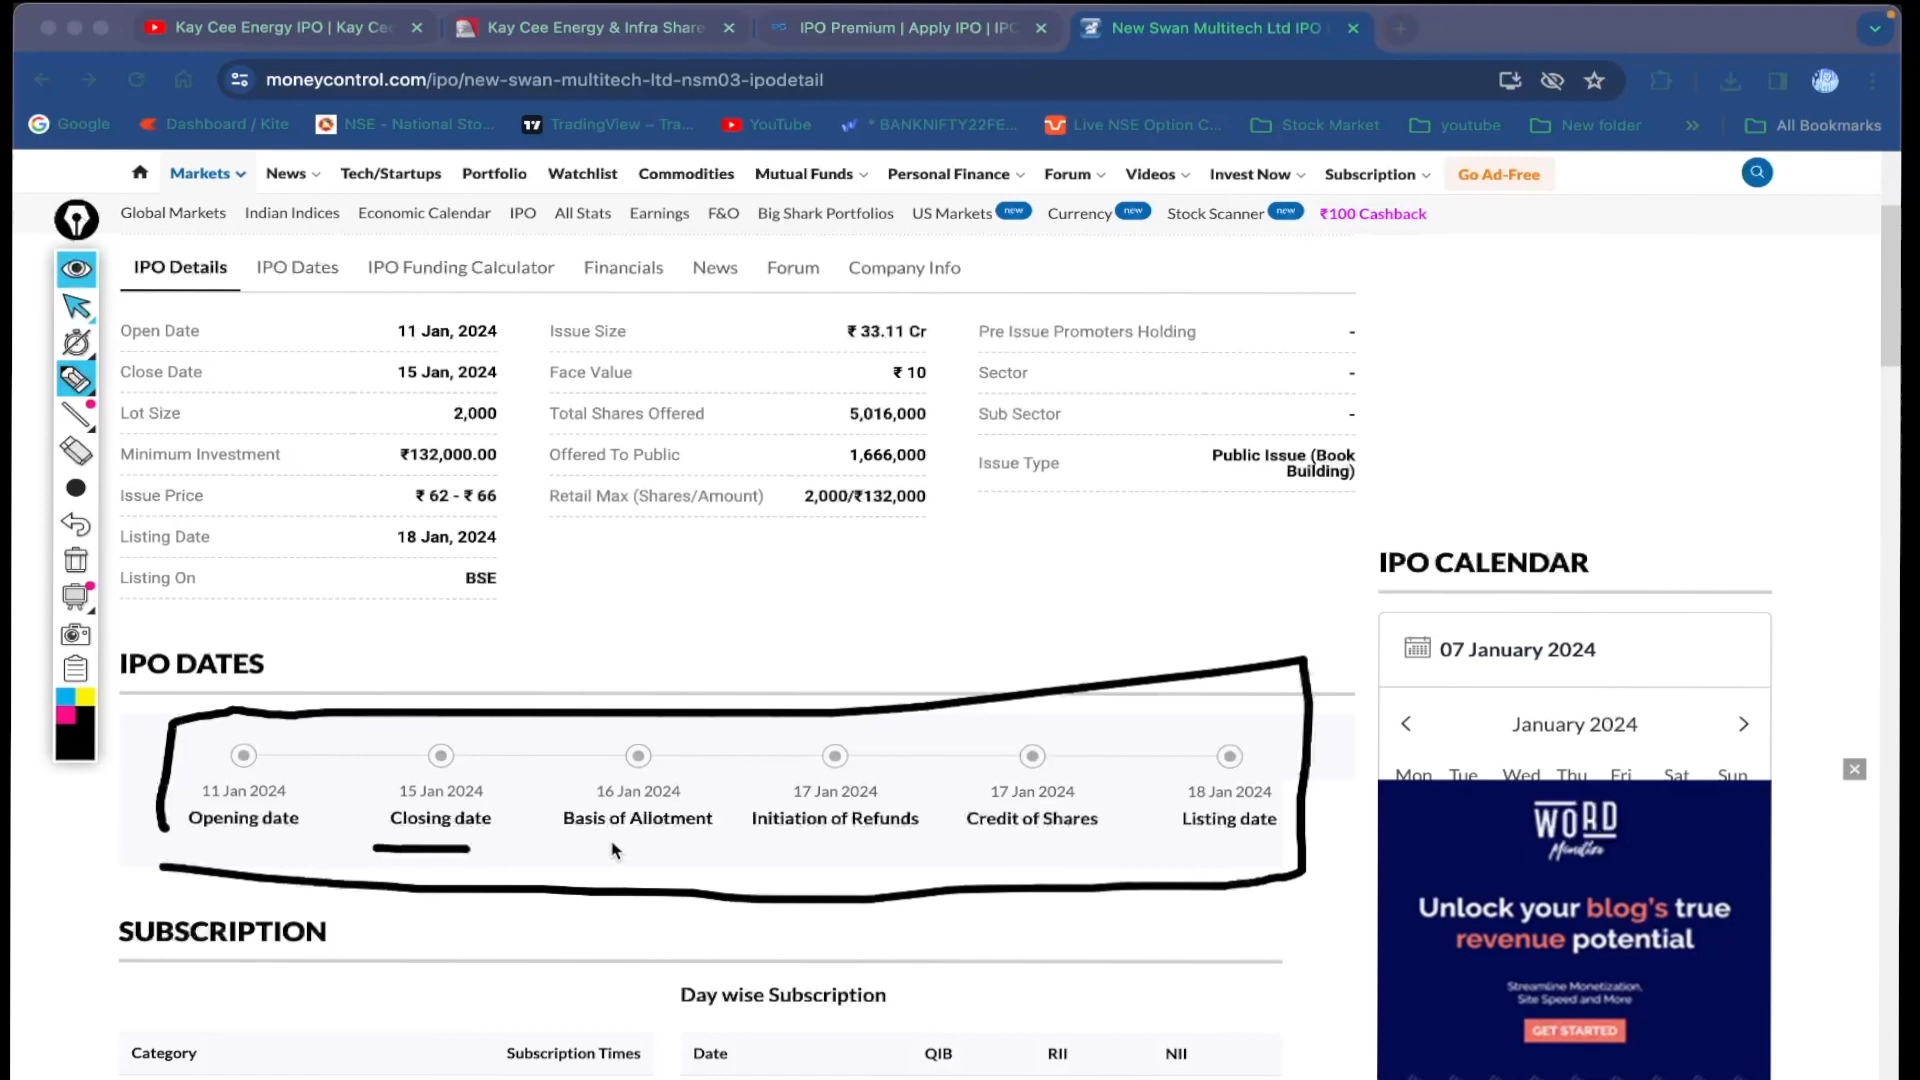 Kay Cee Energy IPO | Kay Ce
Kay Cee Energy & Infra Share
IPO Premium | Apply IPO | IPO
New Swan Multitech Ltd IPO
moneycontrol.com/ipo/new-swan-multitech-ltd-nsm03-ipodetail
Google
Dashboard / Kite
NSE - National Sto...
TradingView – Tra...
YouTube
* BANKNIFTY22FE...
Live NSE Option C...
Stock Market
youtube
New folder
»
All Bookmarks
Markets News Tech/Startups Portfolio Watchlist Commodities Mutual Funds Personal Finance Forum Videos Invest Now Subscription Go Ad-Free
Global Markets Indian Indices Economic Calendar IPO All Stats Earnings F&O Big Shark Portfolios US Markets new Currency new Stock Scanner new ₹100 Cashback
IPO Details IPO Dates IPO Funding Calculator Financials News Forum Company Info
Open Date 11 Jan, 2024
Close Date 15 Jan, 2024
Lot Size 2,000
Minimum Investment ₹132,000.00
Issue Price ₹ 62 - ₹ 66
Listing Date 18 Jan, 2024
Listing On BSE
Issue Size ₹ 33.11 Cr
Face Value ₹ 10
Total Shares Offered 5,016,000
Offered To Public 1,666,000
Retail Max (Shares/Amount) 2,000/₹132,000
Pre Issue Promoters Holding -
Sector -
Sub Sector -
Issue Type Public Issue (Book
Building)
IPO DATES
11 Jan 2024 15 Jan 2024 16 Jan 2024 17 Jan 2024 17 Jan 2024 18 Jan 2024
Opening date Closing date Basis of Allotment Initiation of Refunds Credit of Shares Listing date
SUBSCRIPTION
Day wise Subscription
Category Subscription Times
Date QIB RII NII
IPO CALENDAR
07 January 2024
January 2024
Mon Tue Wed Thu Fri Sat Sun
WORD
Monetize
Unlock your blog's true
revenue potential
Streamline Monetization,
Site Speed and More
GET STARTED